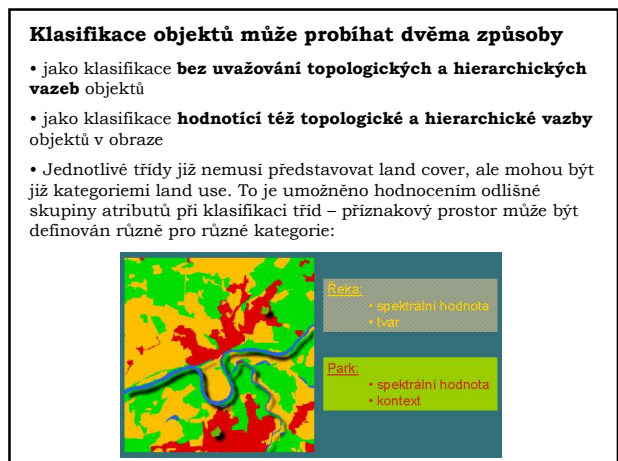 Klasifikace objektů může probíhat dvěma způsoby
• jako klasifikace bez uvažování topologických a hierarchických
vazeb objektů
• jako klasifikace hodnotící též topologické a hierarchické vazby
objektů v obraze
• Jednotlivé třídy již nemusí představovat land cover, ale mohou být
již kategoriemi land use. To je umožněno hodnocením odlišné
skupiny atributů při klasifikaci tříd – příznakový prostor může být
definován různě pro různé kategorie:
Řeka:
• spektrální hodnota
• tvar
Park:
• spektrální hodnota
• kontext